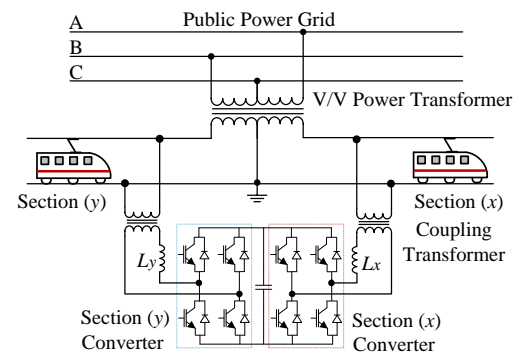 Public Power Grid
A
B
C
V/V Power Transformer
Section (y)
Section (x)
Coupling
Transformer
Ly
Lx
Section (y)
Converter
Section (x)
Converter